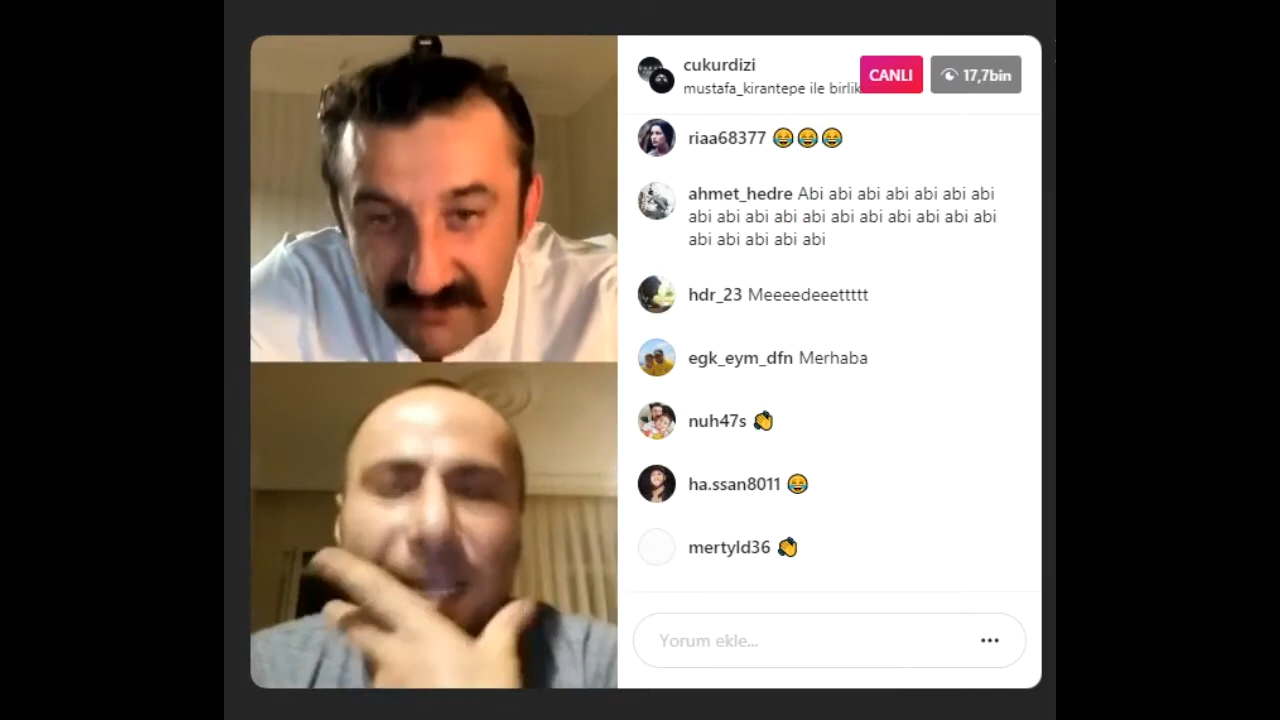 cukurdizi
mustafa_kirantepe ile birlik
CANLI
17,7bin
riaa68377 😂😂😂
ahmet_hedre Abi abi abi abi abi abi abi
abi abi abi abi abi abi abi abi abi abi abi
abi abi abi abi abi
hdr_23 Meeeedeeettttt
egk_eym_dfn Merhaba
nuh47s 👏
ha.ssan8011 😂
mertyld36 👏
Yorum ekle...